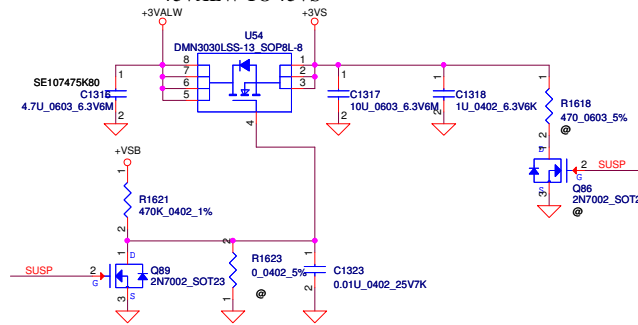 +3VALW
+3VS
U54
DMN3030LSS-13_SOP8L-8
8
7
6
5
1
2
3
4
1
SE107475K80
C1316
4.7U_0603_6.3V6M
2
1
C1317
10U_0603_6.3V6M
2
1
C1318
1U_0402_6.3V6K
2
1
R1618
470_0603_5%
2
@
D
SUSP
2
G
S
3
Q86
2N7002_SOT2
@
+VSB
1
R1621
470K_0402_1%
2
1
D
SUSP
2
G
Q89
2N7002_SOT23
3
S
2
R1623
0_0402_5%
1
@
1
C1323
0.01U_0402_25V7K
2